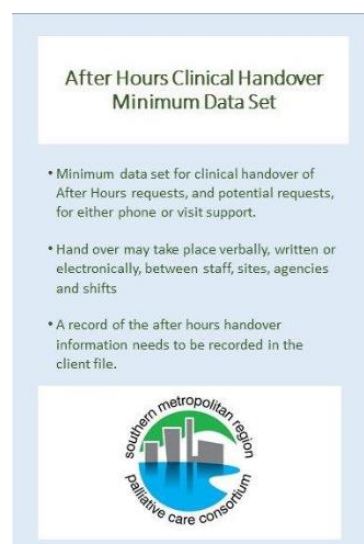 After Hours Clinical Handover
Minimum Data Set
• Minimum data set for clinical handover of
After Hours requests, and potential requests,
for either phone or visit support.
• Hand over may take place verbally, written or
electronically, between staff, sites, agencies
and shifts
• A record of the after hours handover
information needs to be recorded in the
client file.
southern metropolitan region
palliative care consortium